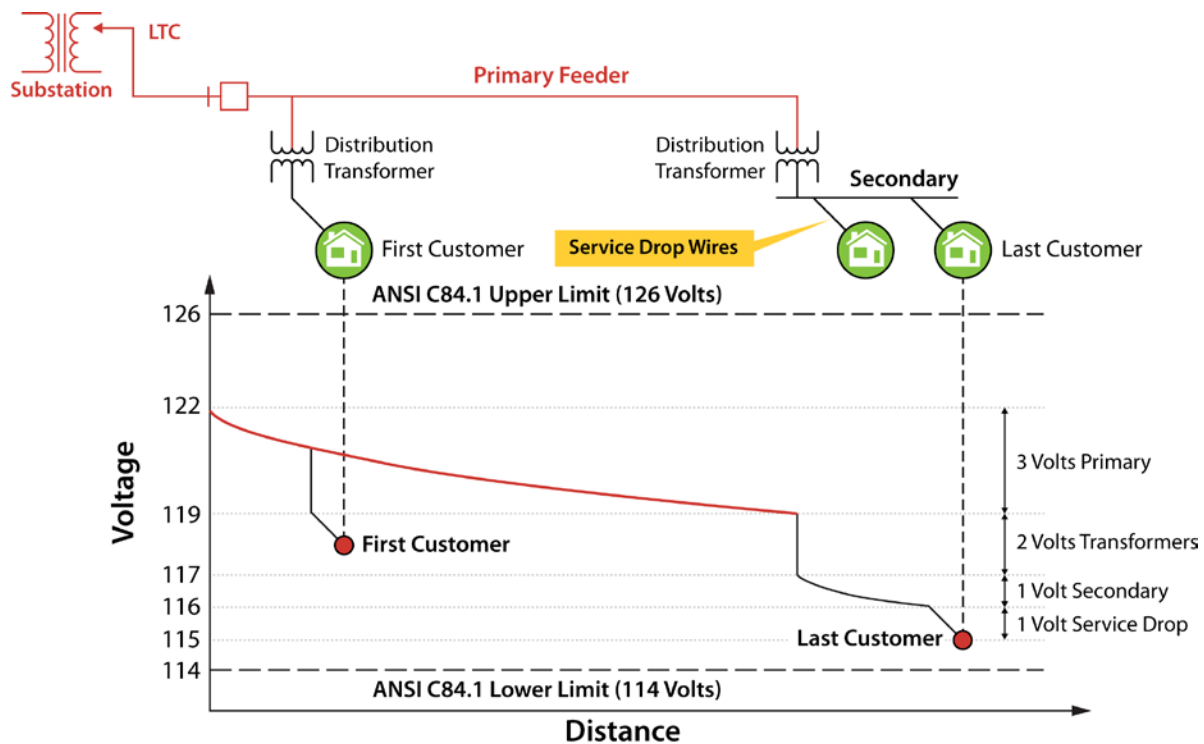 LTC
Substation
Primary Feeder
Distribution
Transformer
Distribution
Transformer
Secondary
First Customer
Service Drop Wires
Last Customer
ANSI C84.1 Upper Limit (126 Volts)
126
122
119
117
116
115
114
Voltage
3 Volts Primary
2 Volts Transformers
1 Volt Secondary
1 Volt Service Drop
First Customer
Last Customer
ANSI C84.1 Lower Limit (114 Volts)
Distance